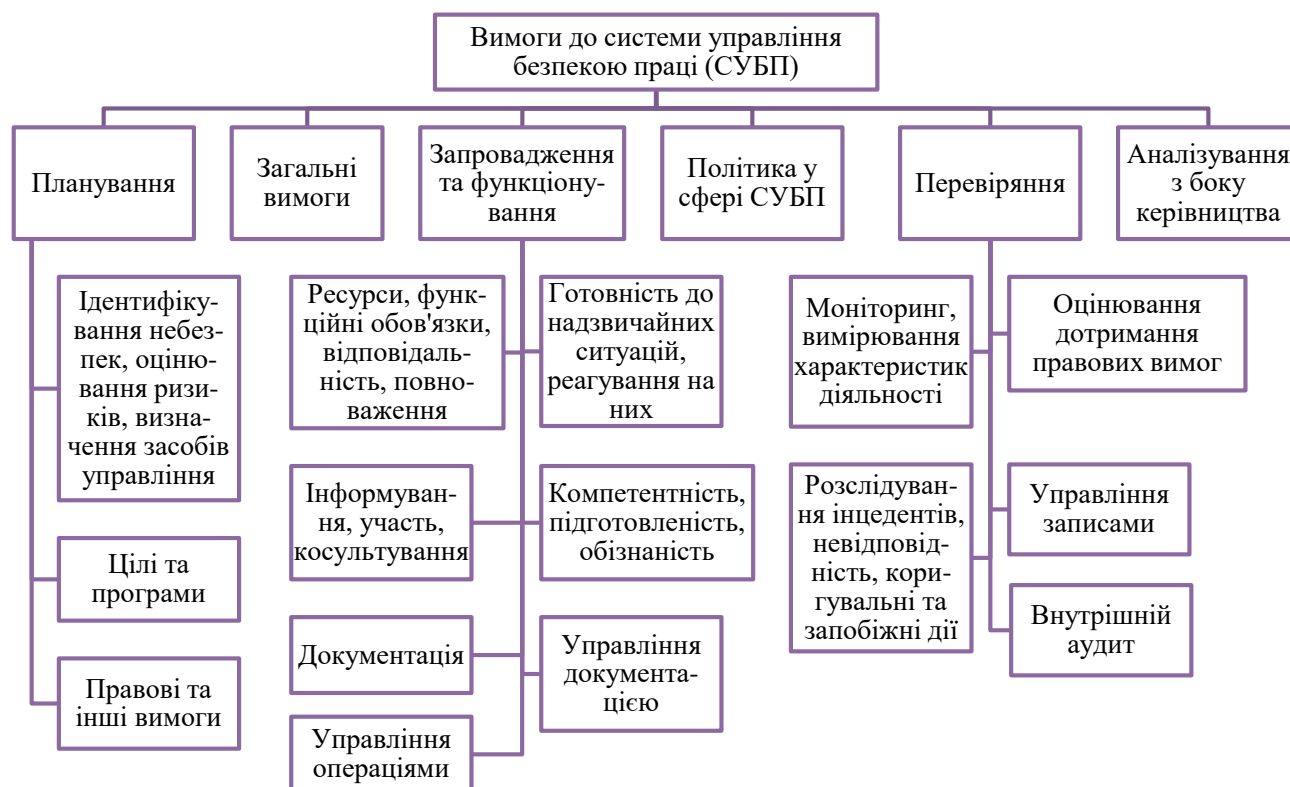 Вимоги до системи управління
безпекою праці (СУБП)
Планування
Загальні
вимоги
Запровадження
та функціону-
вання
Політика у
сфері СУБП
Перевіряння
Аналізування
з боку
керівництва
Ідентифіку-
вання небез-
пек, оціню-
вання ризи-
ків, визна-
чення засобів
управління
Цілі та
програми
Правові та
інші вимоги
Ресурси, функ-
ційні обов'язки,
відповідаль-
ність, повно-
важення
Готовність до
надзвичайних
ситуацій,
реагування на
них
Інформуван-
ня, участь,
косультування
Компетентність,
підготовленість,
обізнаність
Документація
Управління
документа-
цією
Управління
операціями
Моніторинг,
вимірювання
характеристик
діяльності
Оцінювання
дотримання
правових вимог
Розслідуван-
ня інцедентів,
невідповід-
ність, кори-
гувальні та
запобіжні дії
Управління
записами
Внутрішній
аудит